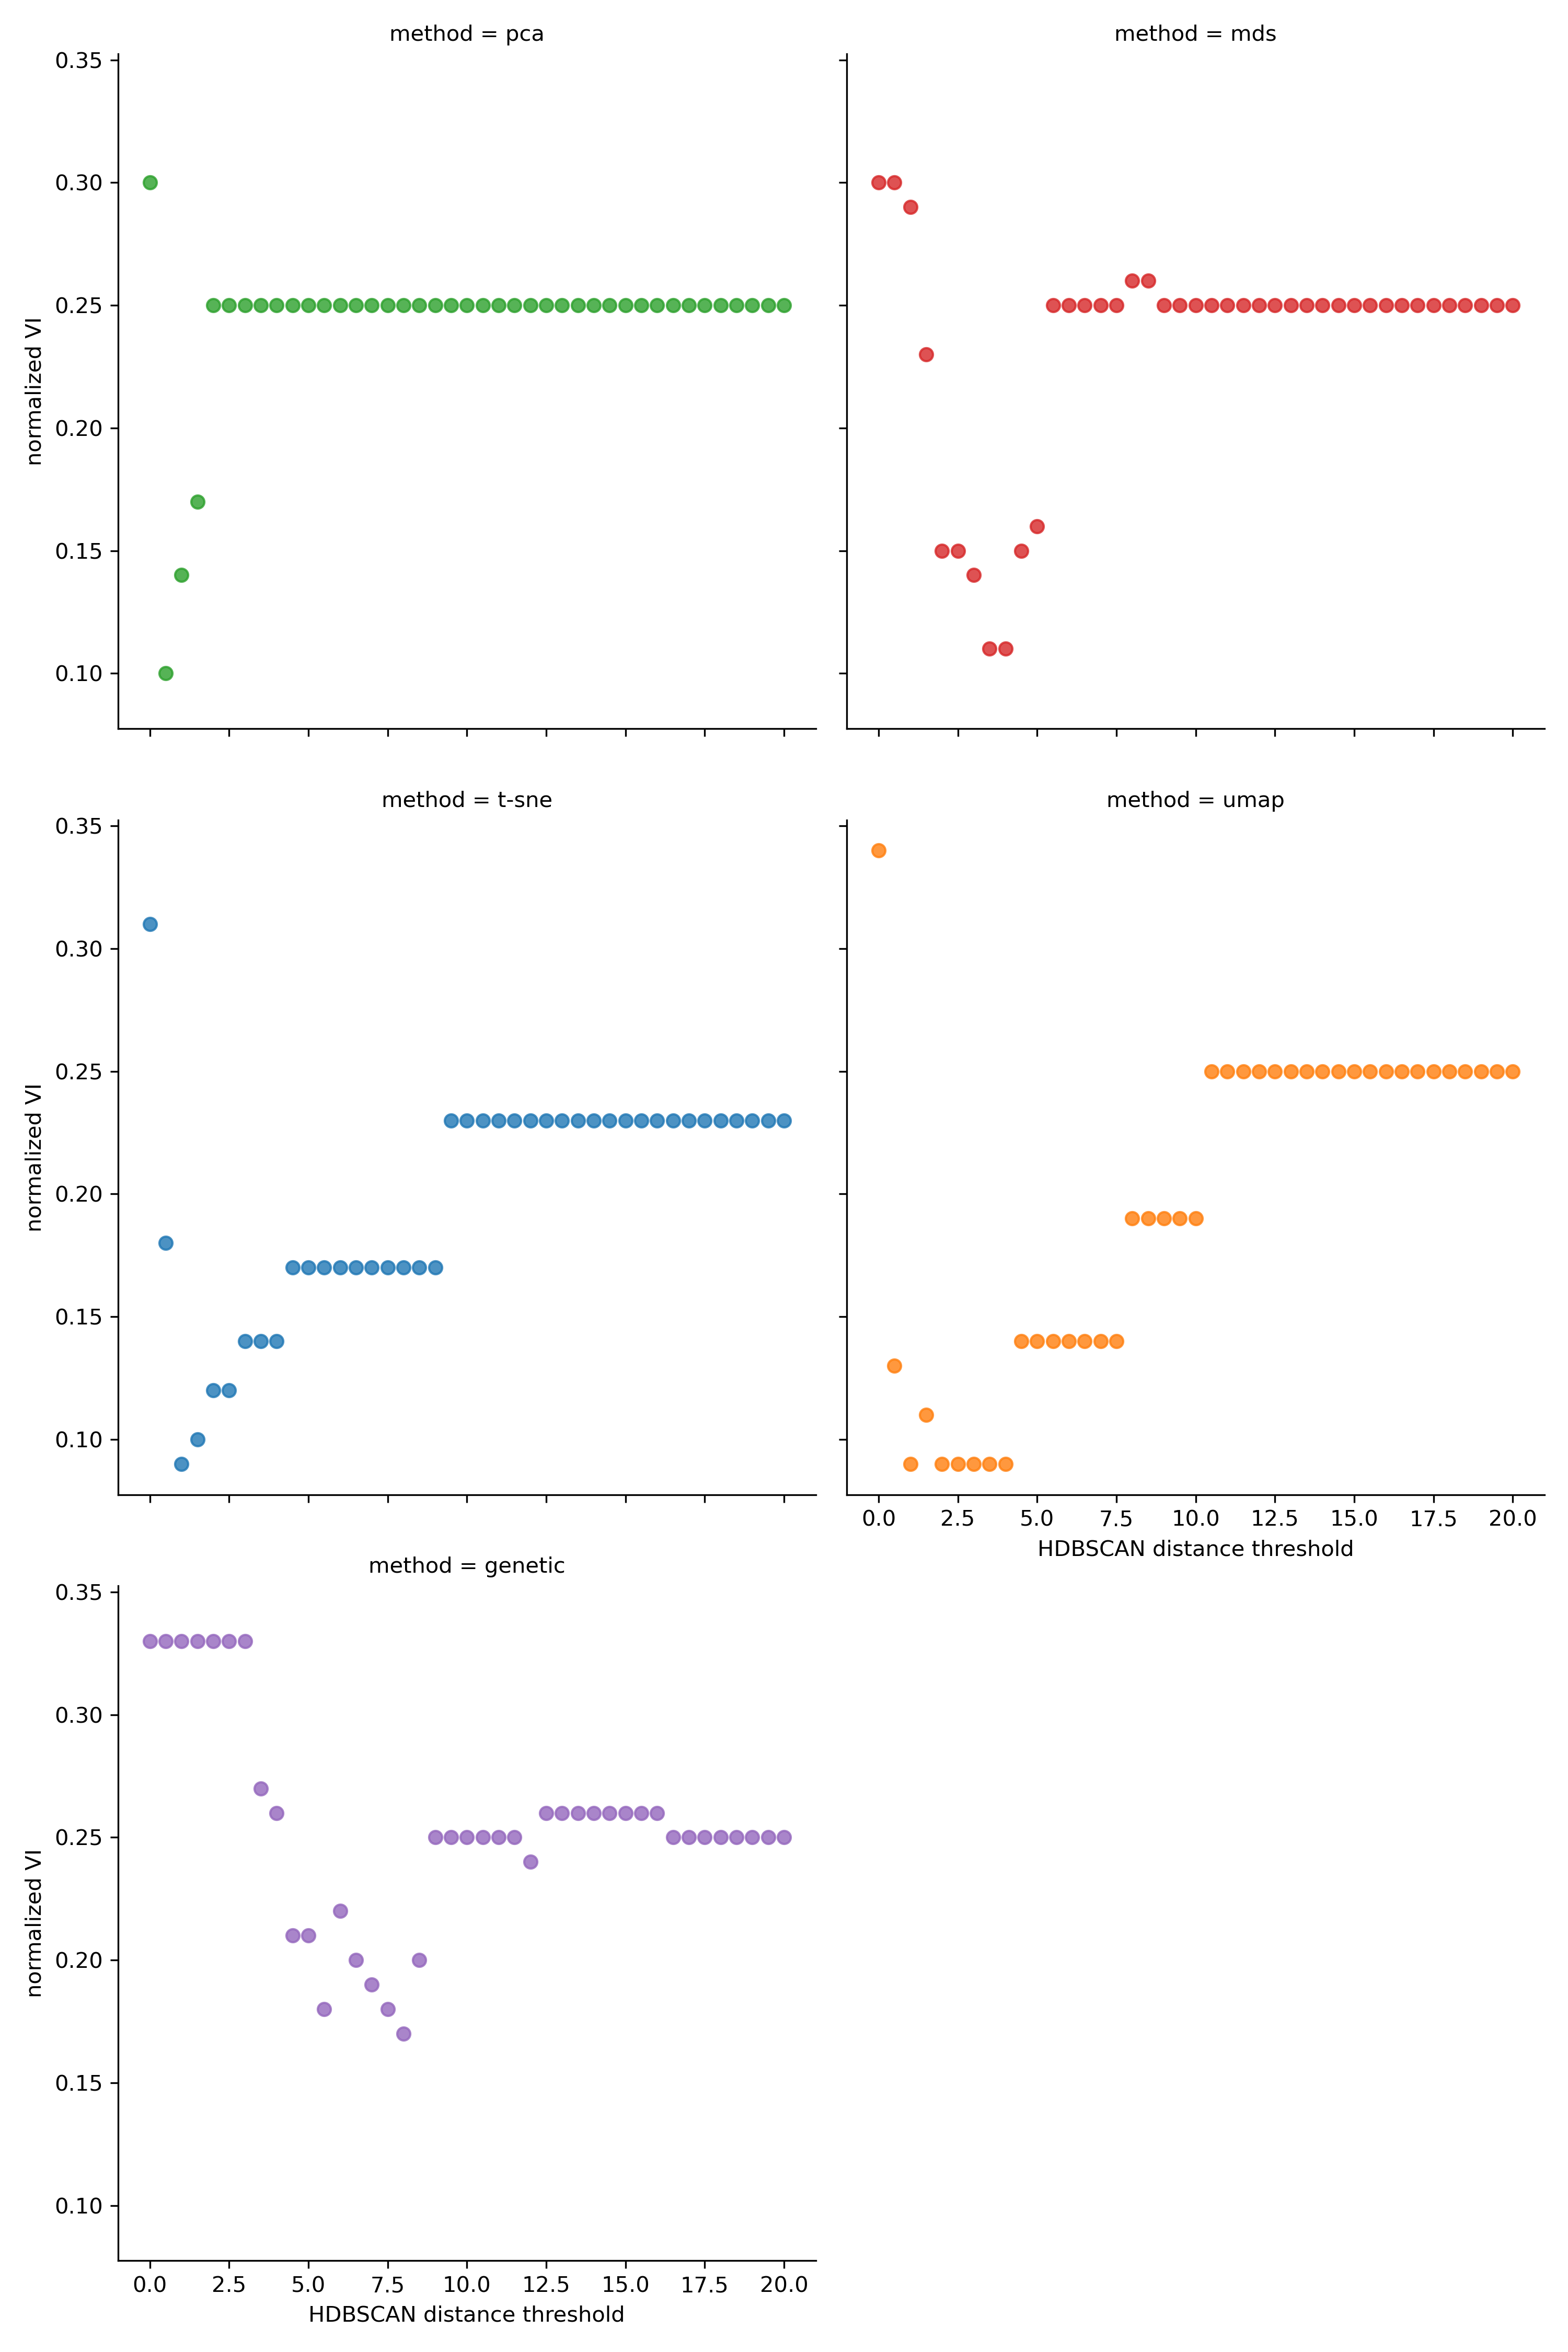 method = pca
method = mds
0.35
0.30
0.25
0.20
0.15
0.10
normalized VI
method = t-sne
method = umap
0.35
0.30
0.25
0.20
0.15
0.10
normalized VI
0.0 2.5 5.0 7.5 10.0 12.5 15.0 17.5 20.0
HDBSCAN distance threshold
method = genetic
0.35
0.30
0.25
0.20
0.15
0.10
normalized VI
0.0 2.5 5.0 7.5 10.0 12.5 15.0 17.5 20.0
HDBSCAN distance threshold